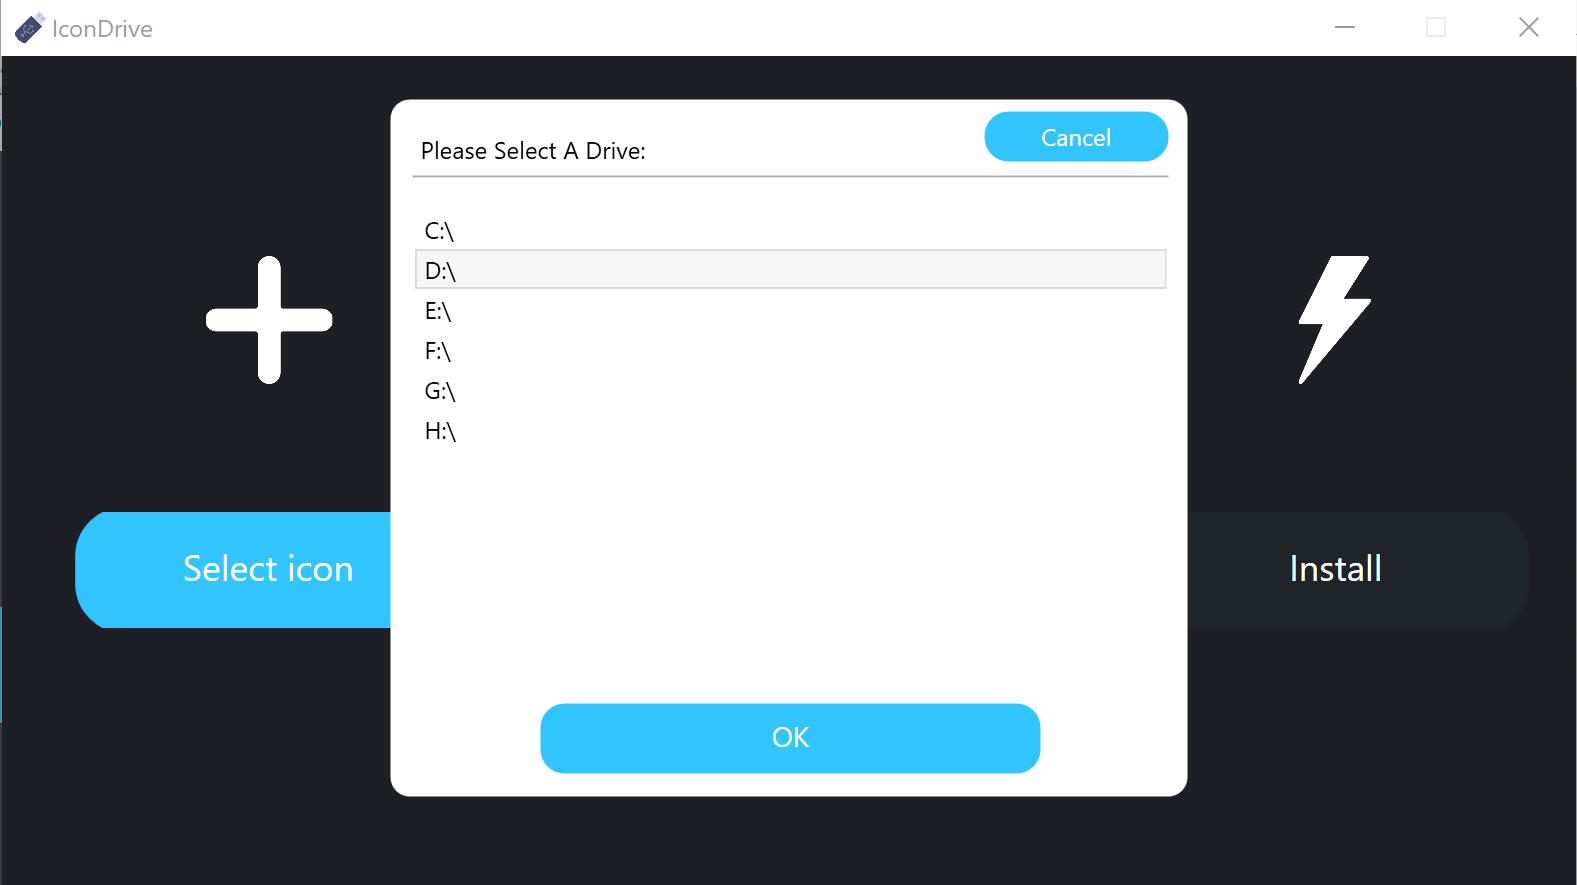 IconDrive
Please Select A Drive:
Cancel
C:\
D:\
E:\
F:\
G:\
H:\
Select icon
Install
OK